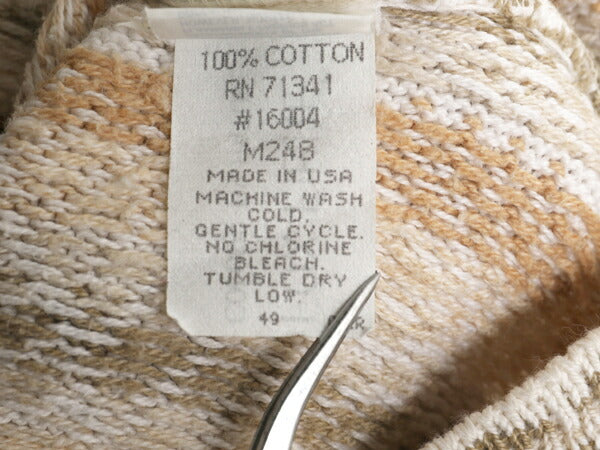 100% COTTON
RN 71341
#16004
M248
MADE IN USA
MACHINE WASH
COLD.
GENTLE CYCLE.
NO CHLORINE
BLEACH.
TUMBLE DRY
LOW.
49